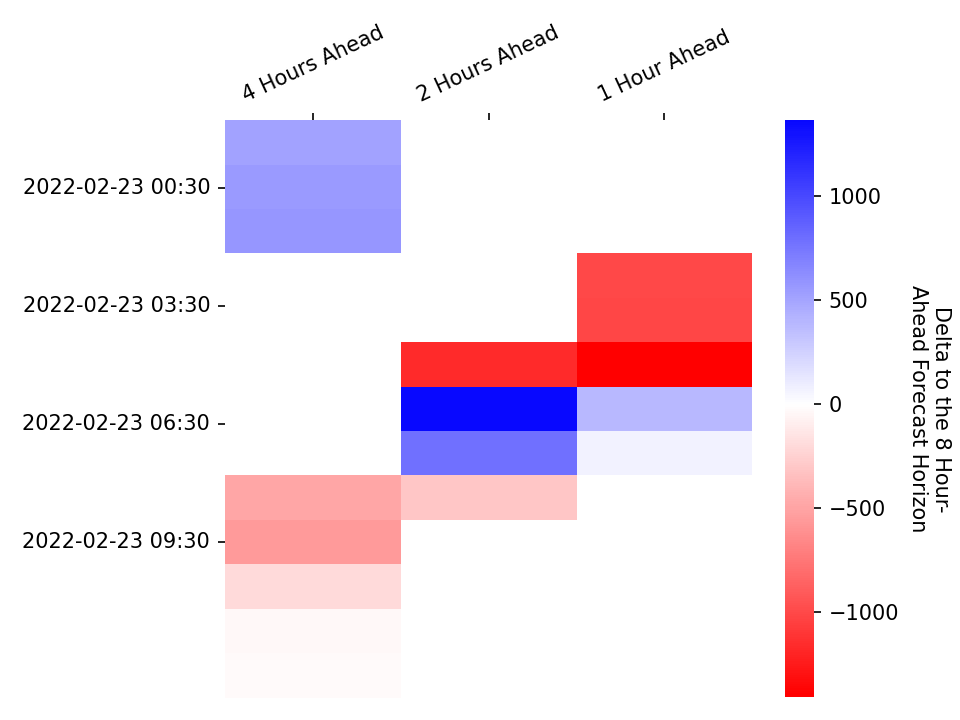 4 Hours Ahead
2 Hours Ahead
1 Hour Ahead
2022-02-23 00:30
2022-02-23 03:30
2022-02-23 06:30
2022-02-23 09:30
1000
500
0
−500
−1000
Delta to the 8 Hour-
Ahead Forecast Horizon